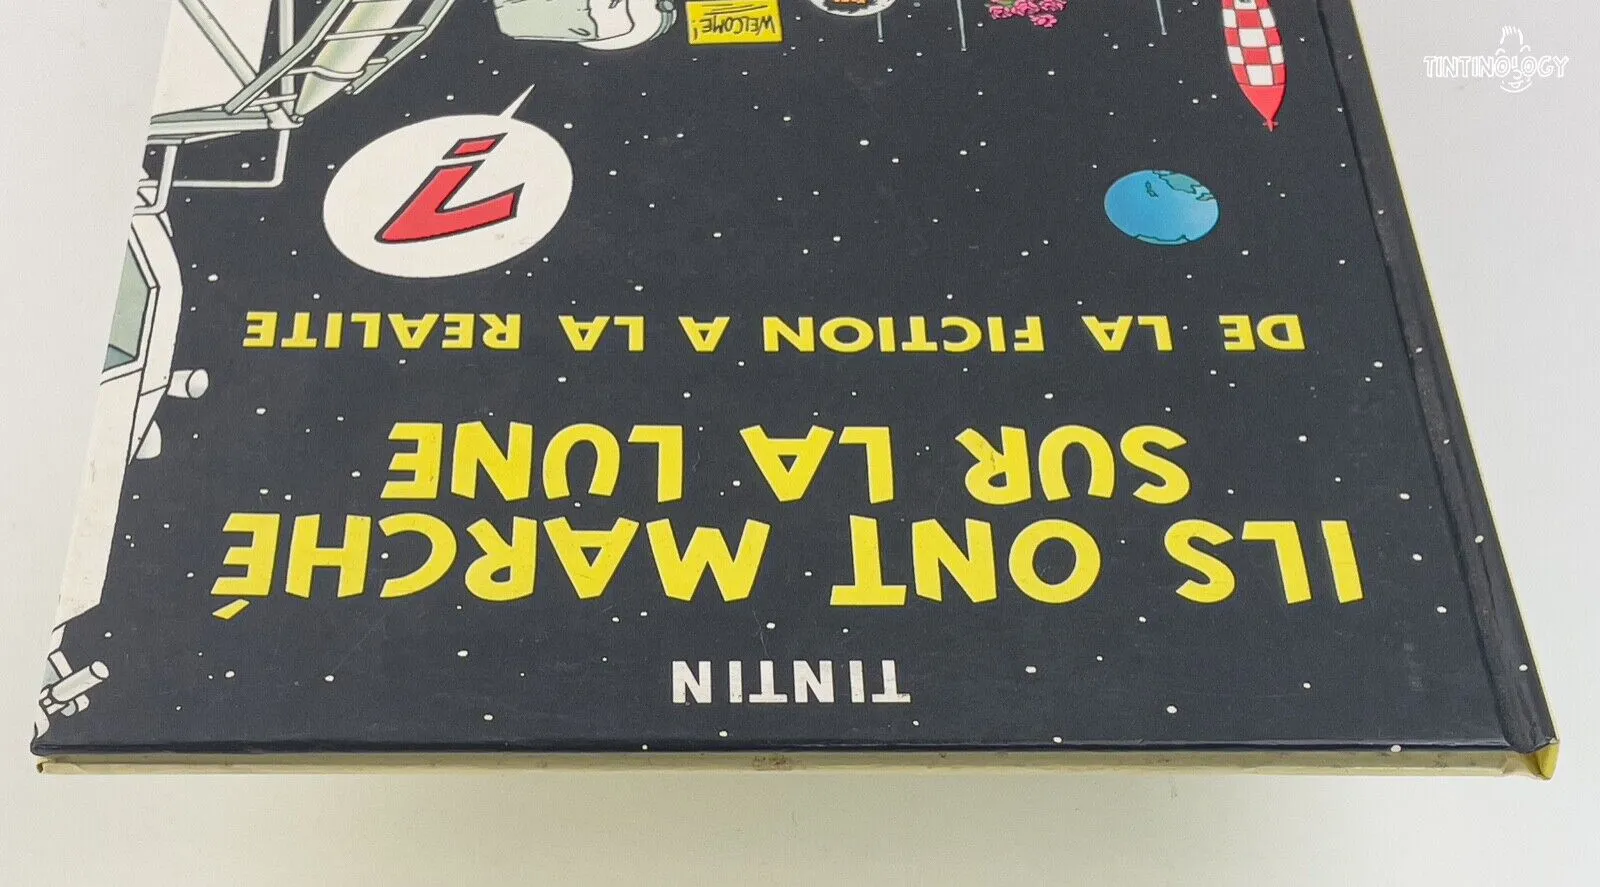 TINTIN
ILS ONT MARCHÉ
SUR LA LUNE
DE LA FICTION A LA REALITE
i
WELCOME!
TINTINOLOGY